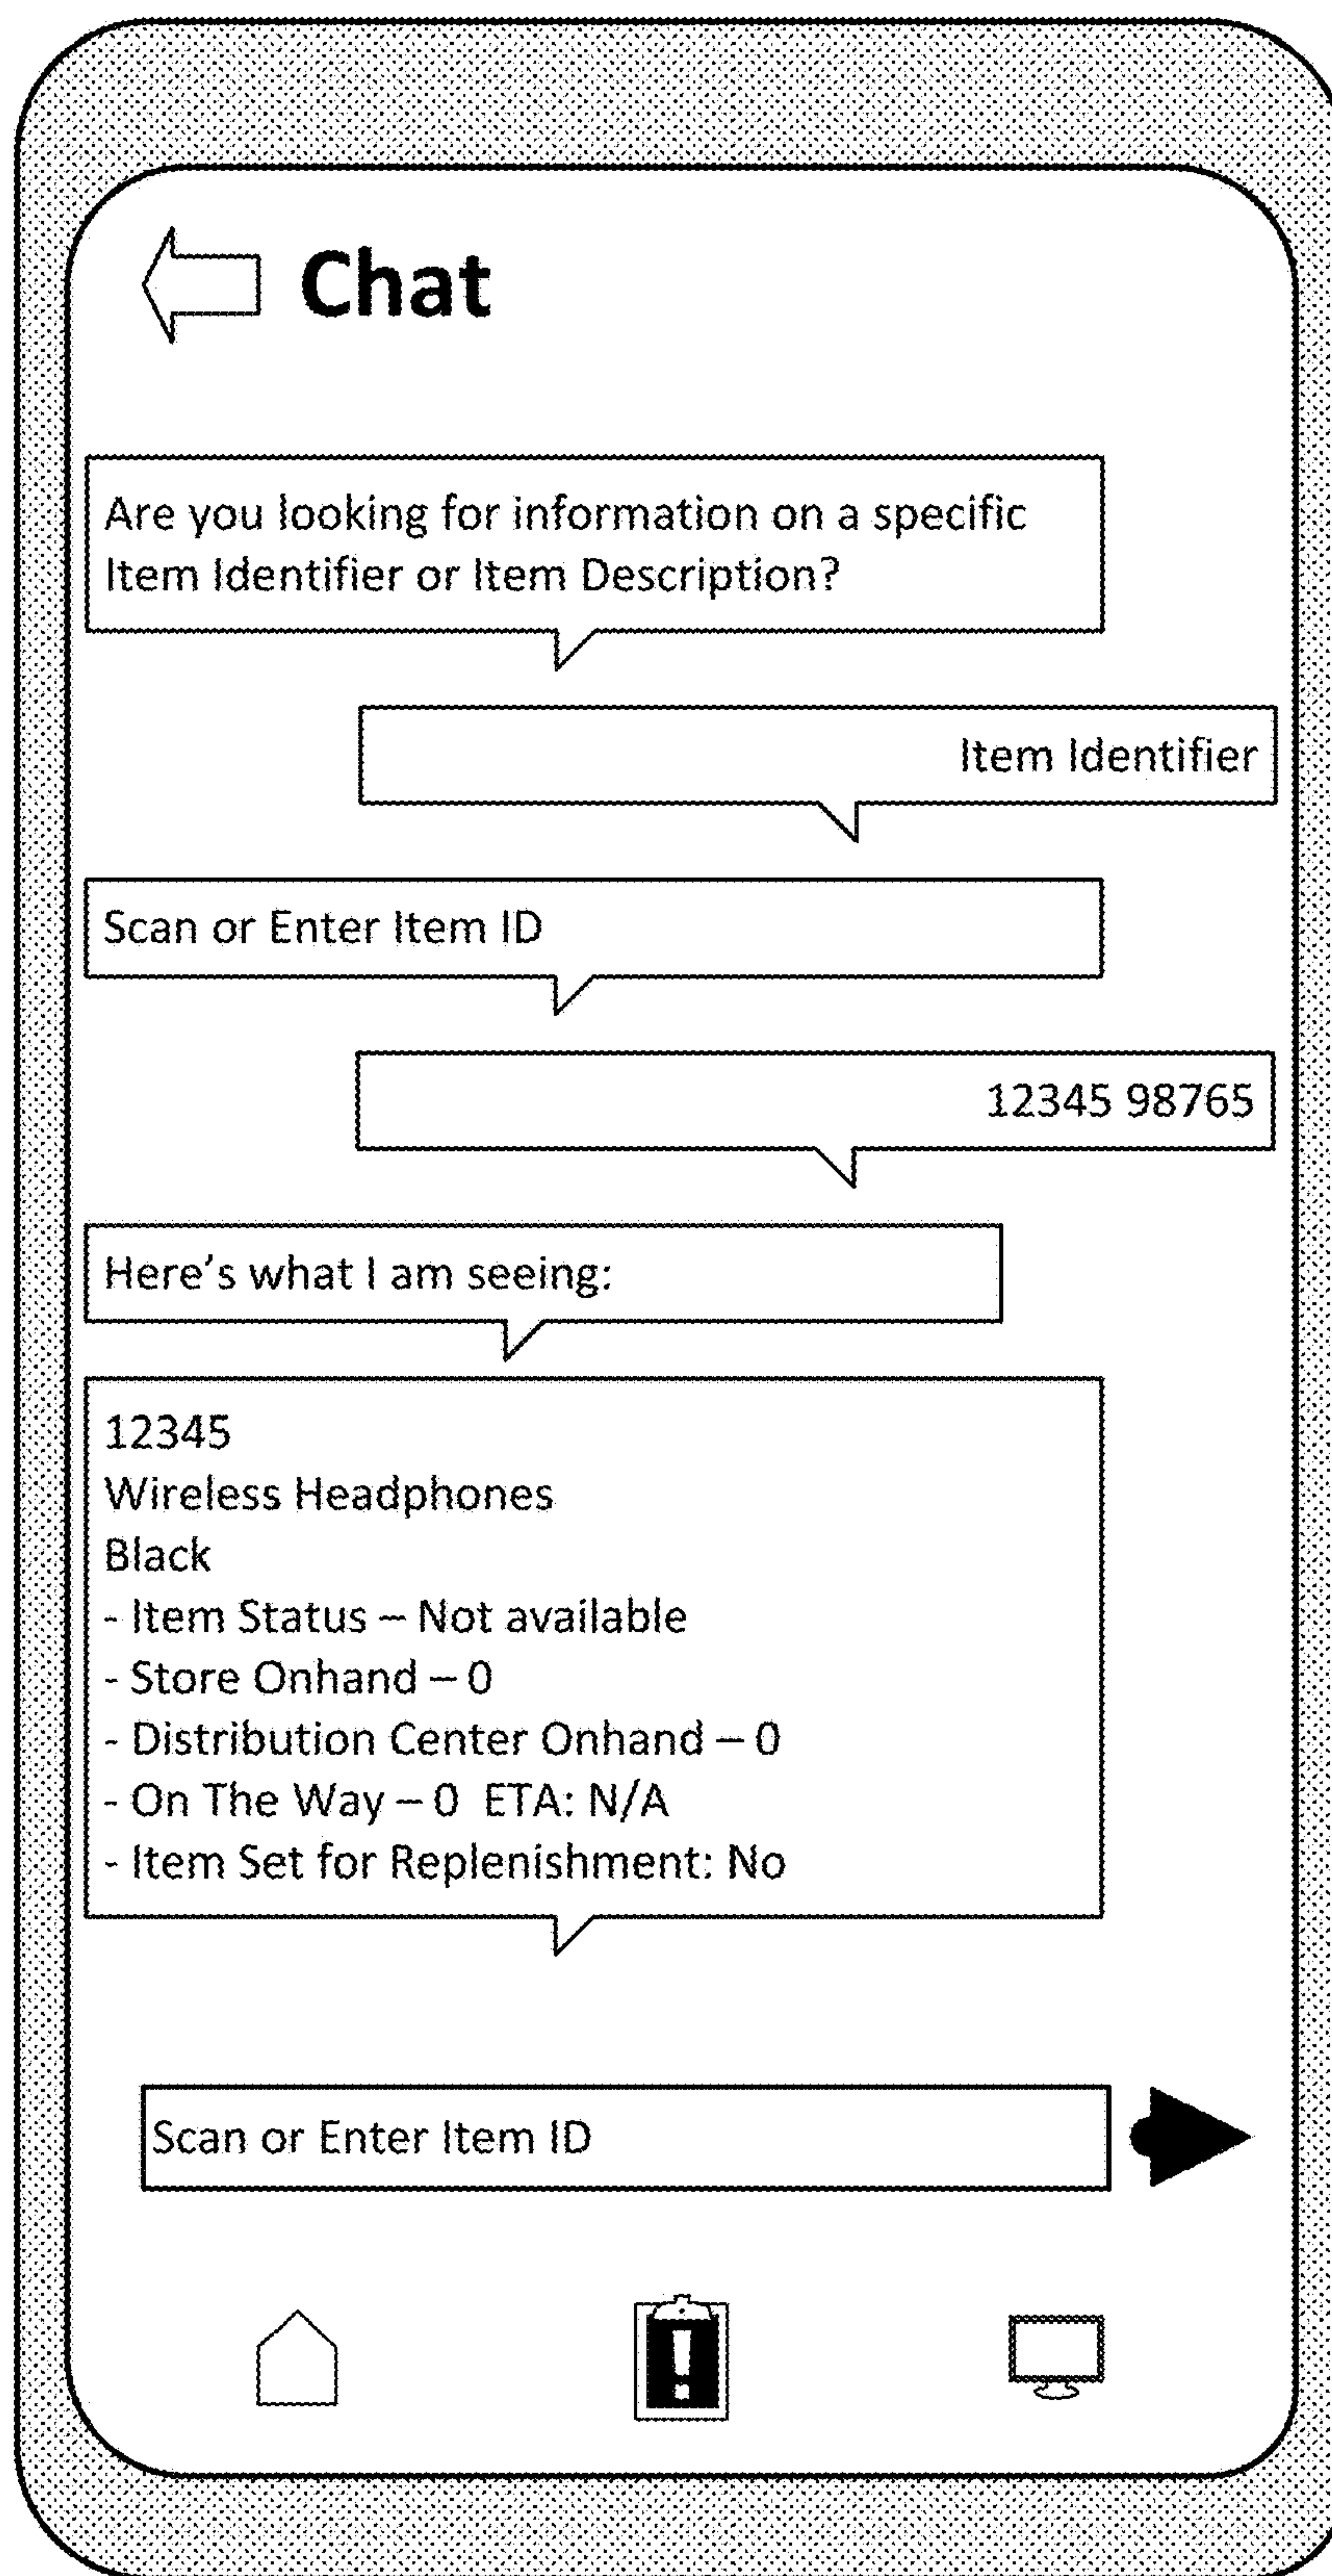 Chat
Are you looking for information on a specific
Item Identifier or Item Description?
Item Identifier
Scan or Enter Item ID
12345 98765
Here's what I am seeing:
12345
Wireless Headphones
Black
- Item Status – Not available
- Store Onhand – 0
- Distribution Center Onhand – 0
- On The Way – 0  ETA: N/A
- Item Set for Replenishment: No
Scan or Enter Item ID
!